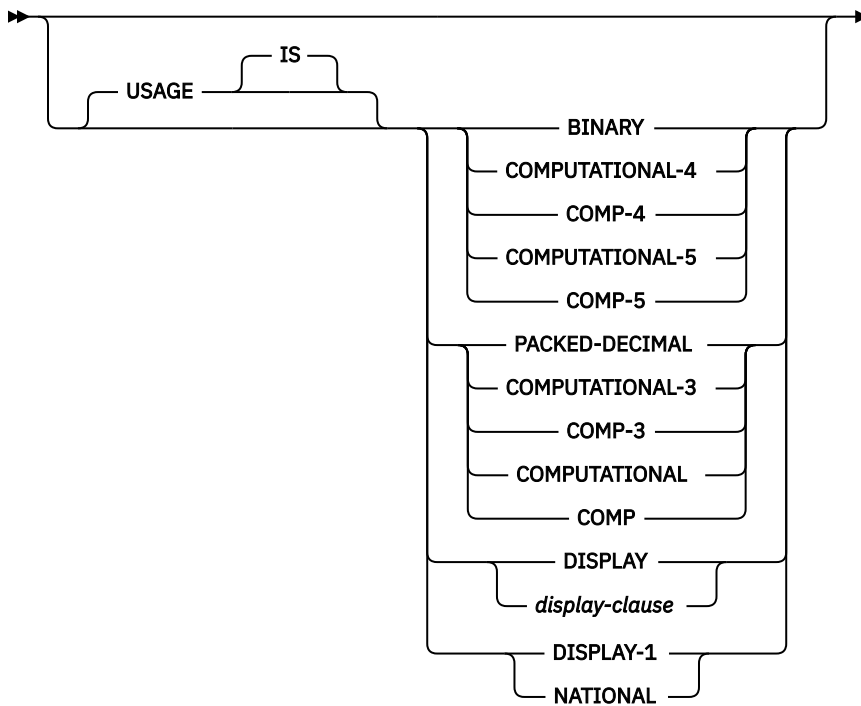 IS
USAGE
BINARY
COMPUTATIONAL-4
COMP-4
COMPUTATIONAL-5
COMP-5
PACKED-DECIMAL
COMPUTATIONAL-3
COMP-3
COMPUTATIONAL
COMP
DISPLAY
display-clause
DISPLAY-1
NATIONAL